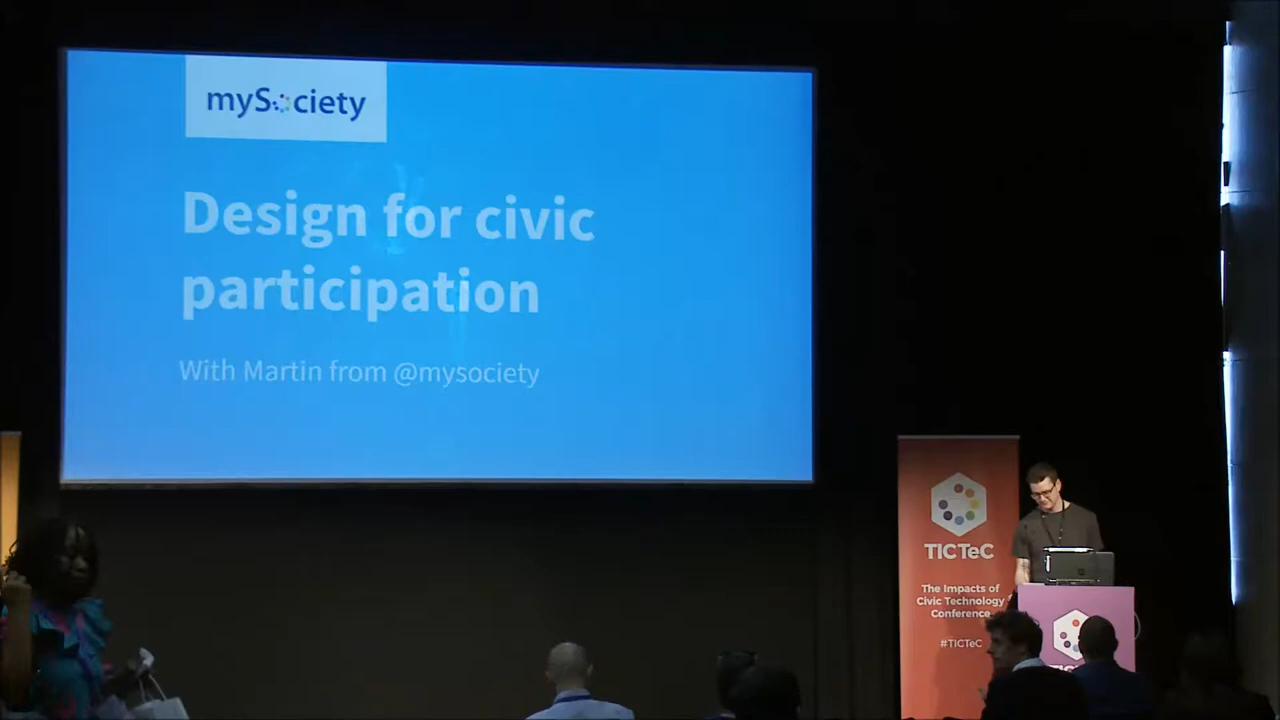 mySociety
Design for civic
participation
With Martin from @mysociety
TICTeC
The Impacts of
Civic Technology
Conference
#TICTeC